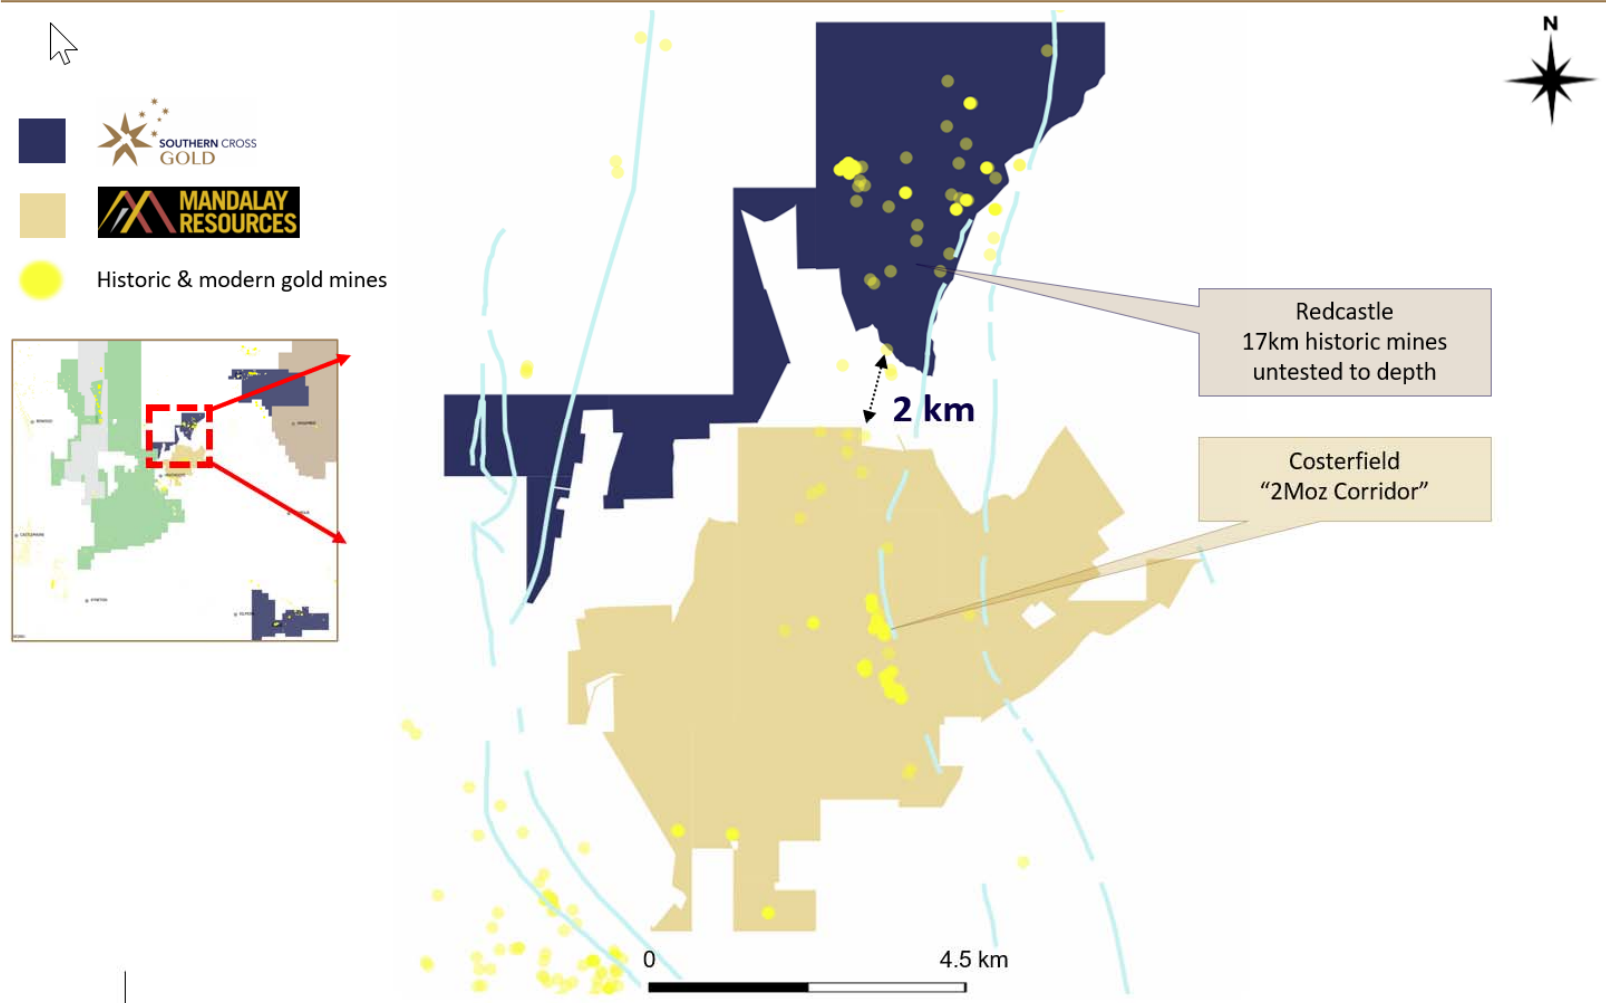 N
SOUTHERN CROSS
GOLD
MANDALAY
RESOURCES
Historic & modern gold mines
Redcastle
17km historic mines
untested to depth
2 km
Costerfield
“2Moz Corridor”
0
4.5 km